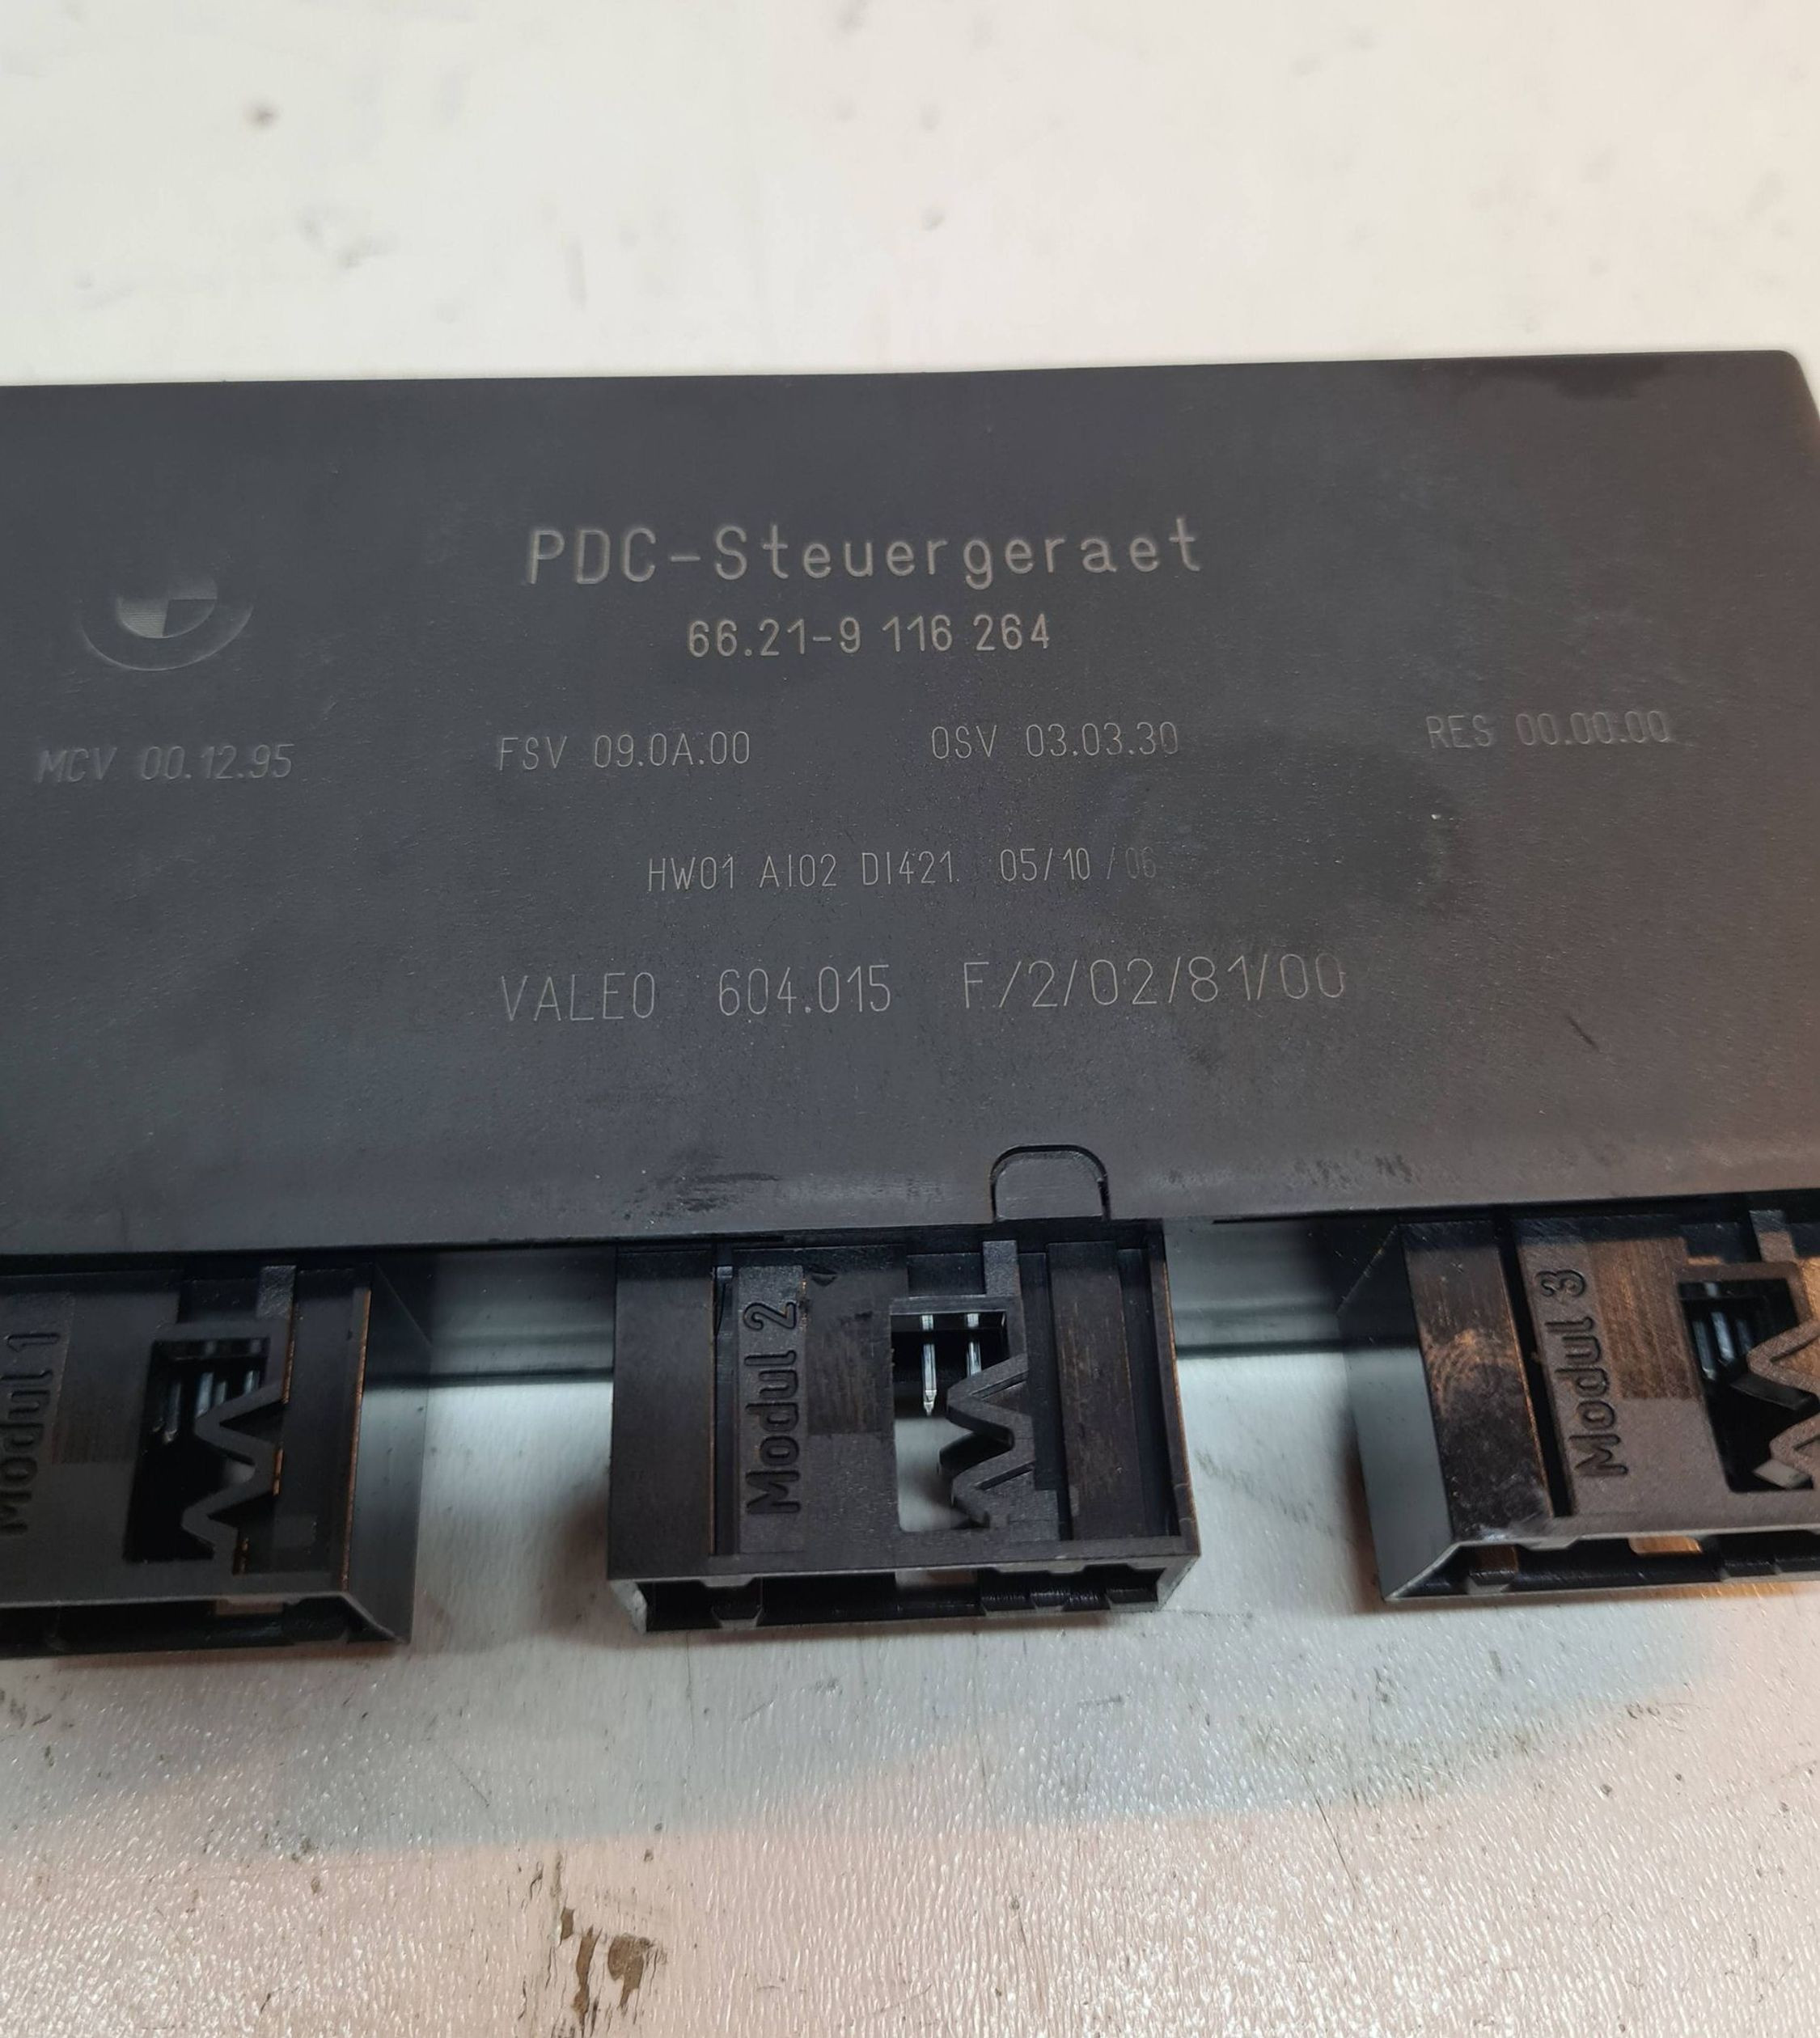 PDC-Steuergeraet
66.21-9 116 264
MCV 00.12.95 FSV 09.0A.00 OSV 03.03.30 RES 00.00.00
HW01 AI02 DI421. 05/10/06
VALEO 604.015 F/2/02/81/00
Modul 1
Modul 2
Modul 3